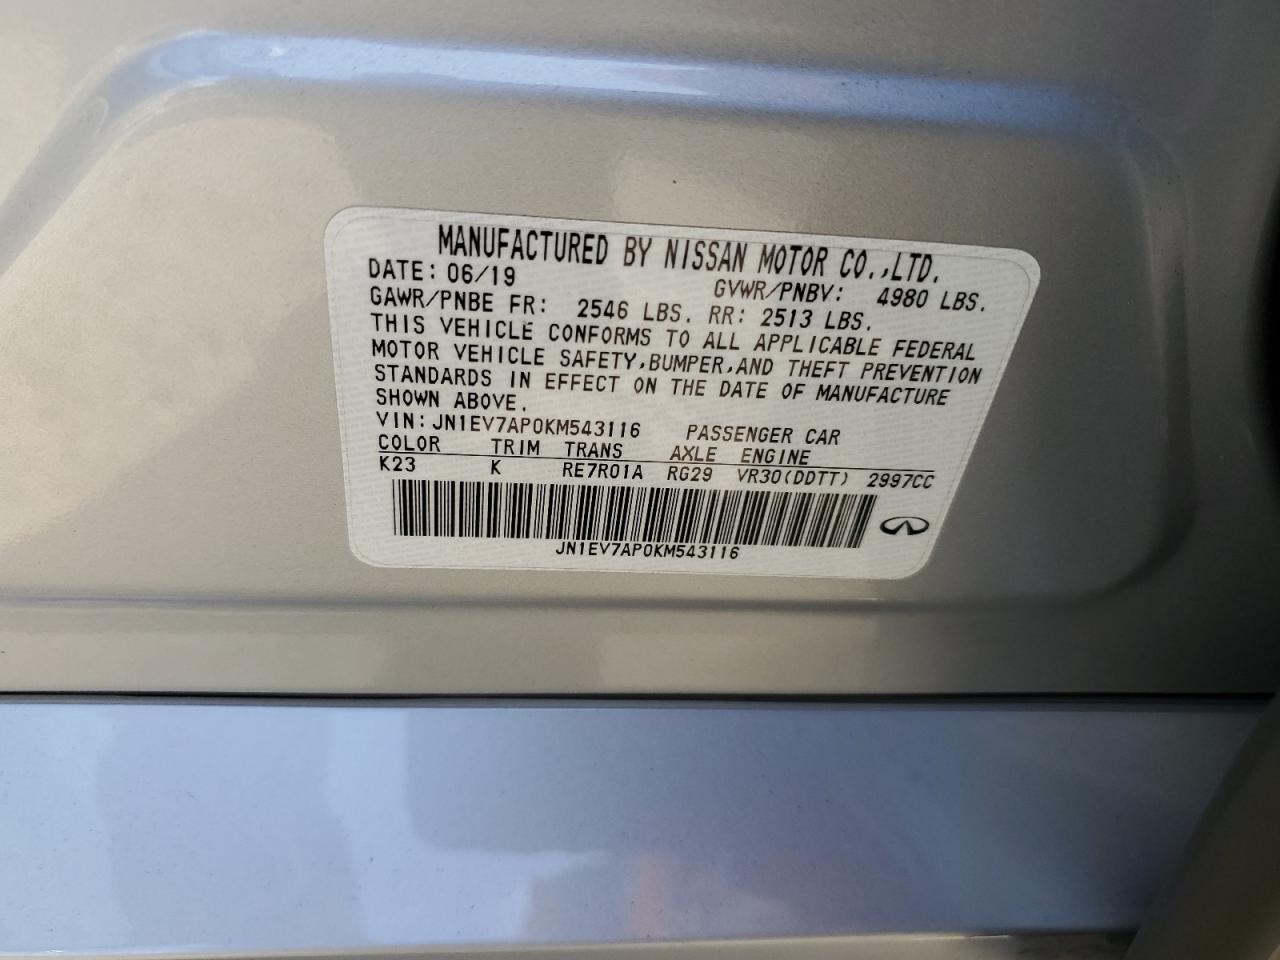 MANUFACTURED BY NISSAN MOTOR CO.,LTD.
DATE: 06/19 GVWR/PNBV: 4980 LBS.
GAWR/PNBE FR: 2546 LBS. RR: 2513 LBS.
THIS VEHICLE CONFORMS TO ALL APPLICABLE FEDERAL
MOTOR VEHICLE SAFETY,BUMPER,AND THEFT PREVENTION
STANDARDS IN EFFECT ON THE DATE OF MANUFACTURE
SHOWN ABOVE.
VIN:JN1EV7AP0KM543116 PASSENGER CAR
COLOR TRIM TRANS AXLE ENGINE
K23 K RE7R01A RG29 VR30(DDTT) 2997CC
JN1EV7AP0KM543116